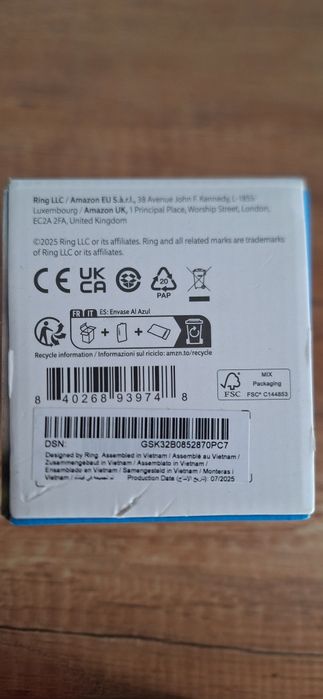 Ring LLC / Amazon EU S.à r.l., 38 Avenue John F. Kennedy, L-1855
Luxembourg / Amazon UK, 1 Principal Place, Worship Street, London,
EC2A 2FA, United Kingdom
©2025 Ring LLC or its affiliates. Ring and all related marks are trademarks
of Ring LLC or its affiliates.
CE UK CA 20
PAP
FR IT ES: Envase Al Azul
Recycle information / Informazioni sul riciclo: amzn.to/recycle
8 40268 93974 8
FSC
MIX
Packaging
FSC® C144853
DSN: GSK32B0852870PC7
Designed by Ring Assembled in Vietnam / Assemblé au Vietnam /
Zusammengebaut in Vietnam / Assemblato in Vietnam /
Ensamblado en Vietnam / Samengesteld in Vietnam / Monteras i
Vietnam / Production Date (تاريخ الإنتاج): 07/2025